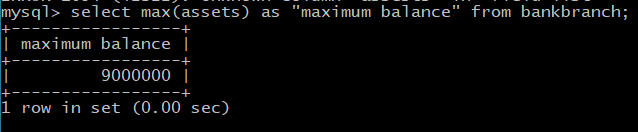 mysql> select max(assets) as "maximum balance" from bankbranch;
+-----------------+
| maximum balance |
+-----------------+
|         9000000 |
+-----------------+
1 row in set (0.00 sec)